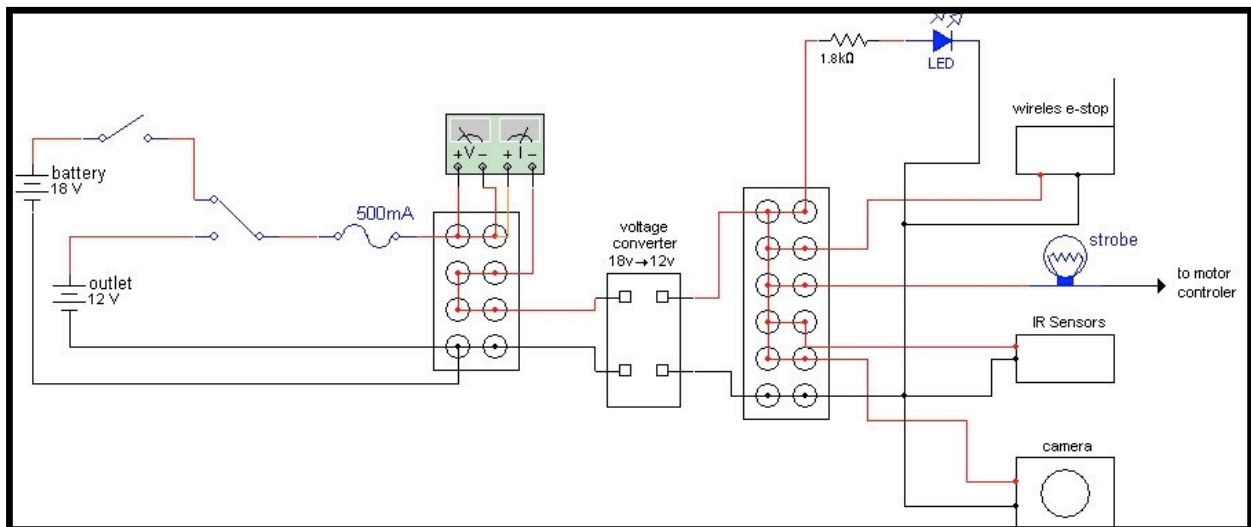 1.8kΩ
LED
wireles e-stop
battery
18 V
+V- +I-
500mA
voltage
converter
18v→12v
strobe
to motor
controler
outlet
12 V
IR Sensors
camera